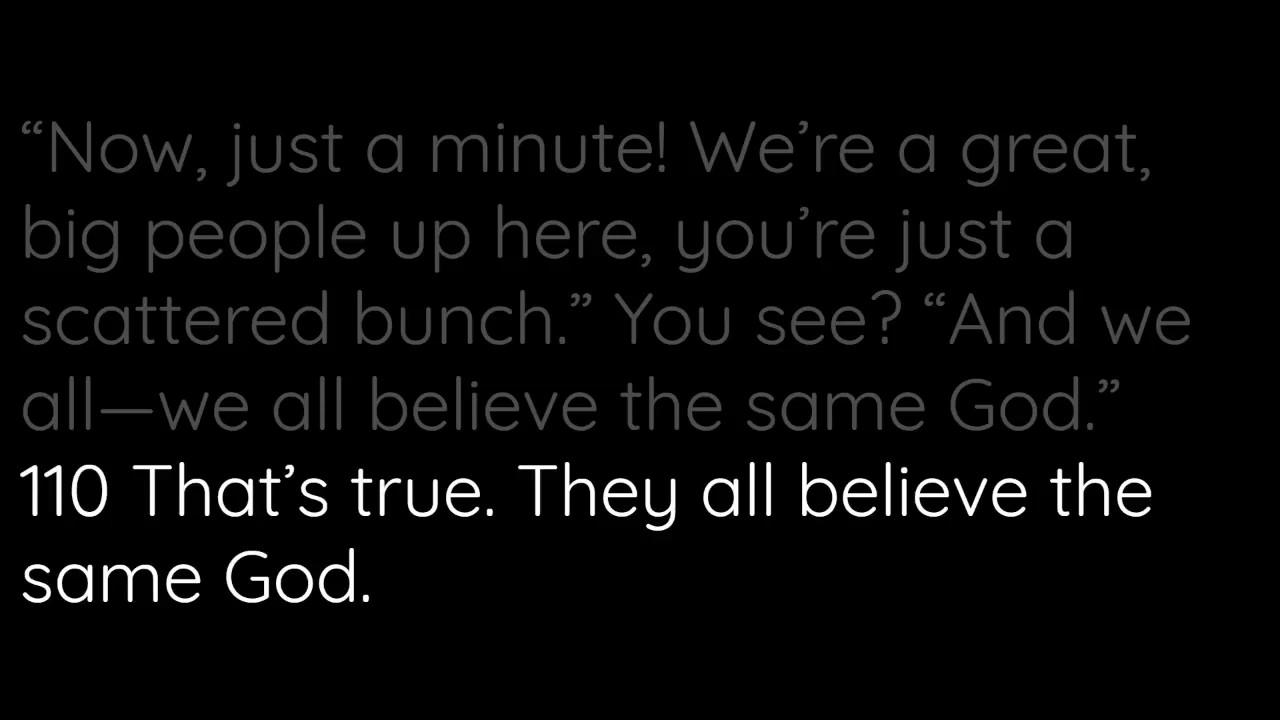 “Now, just a minute! We’re a great,
big people up here, you’re just a
scattered bunch.” You see? “And we
all—we all believe the same God.”
110 That’s true. They all believe the
same God.